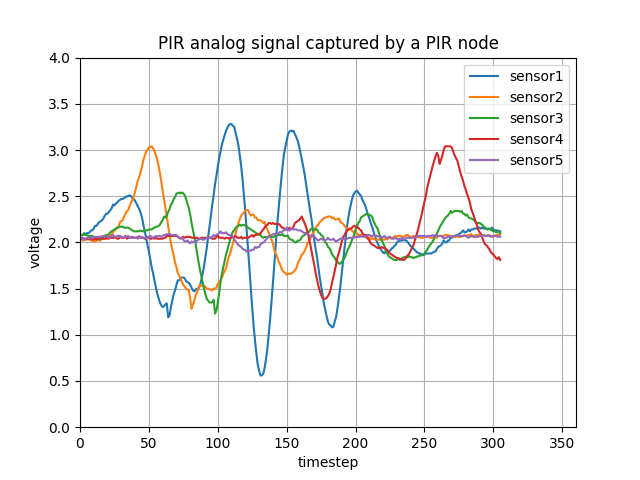 PIR analog signal captured by a PIR node
4.0
3.5
3.0
2.5
2.0
1.5
1.0
0.5
0.0
voltage
sensor1
sensor2
sensor3
sensor4
sensor5
0 50 100 150 200 250 300 350
timestep